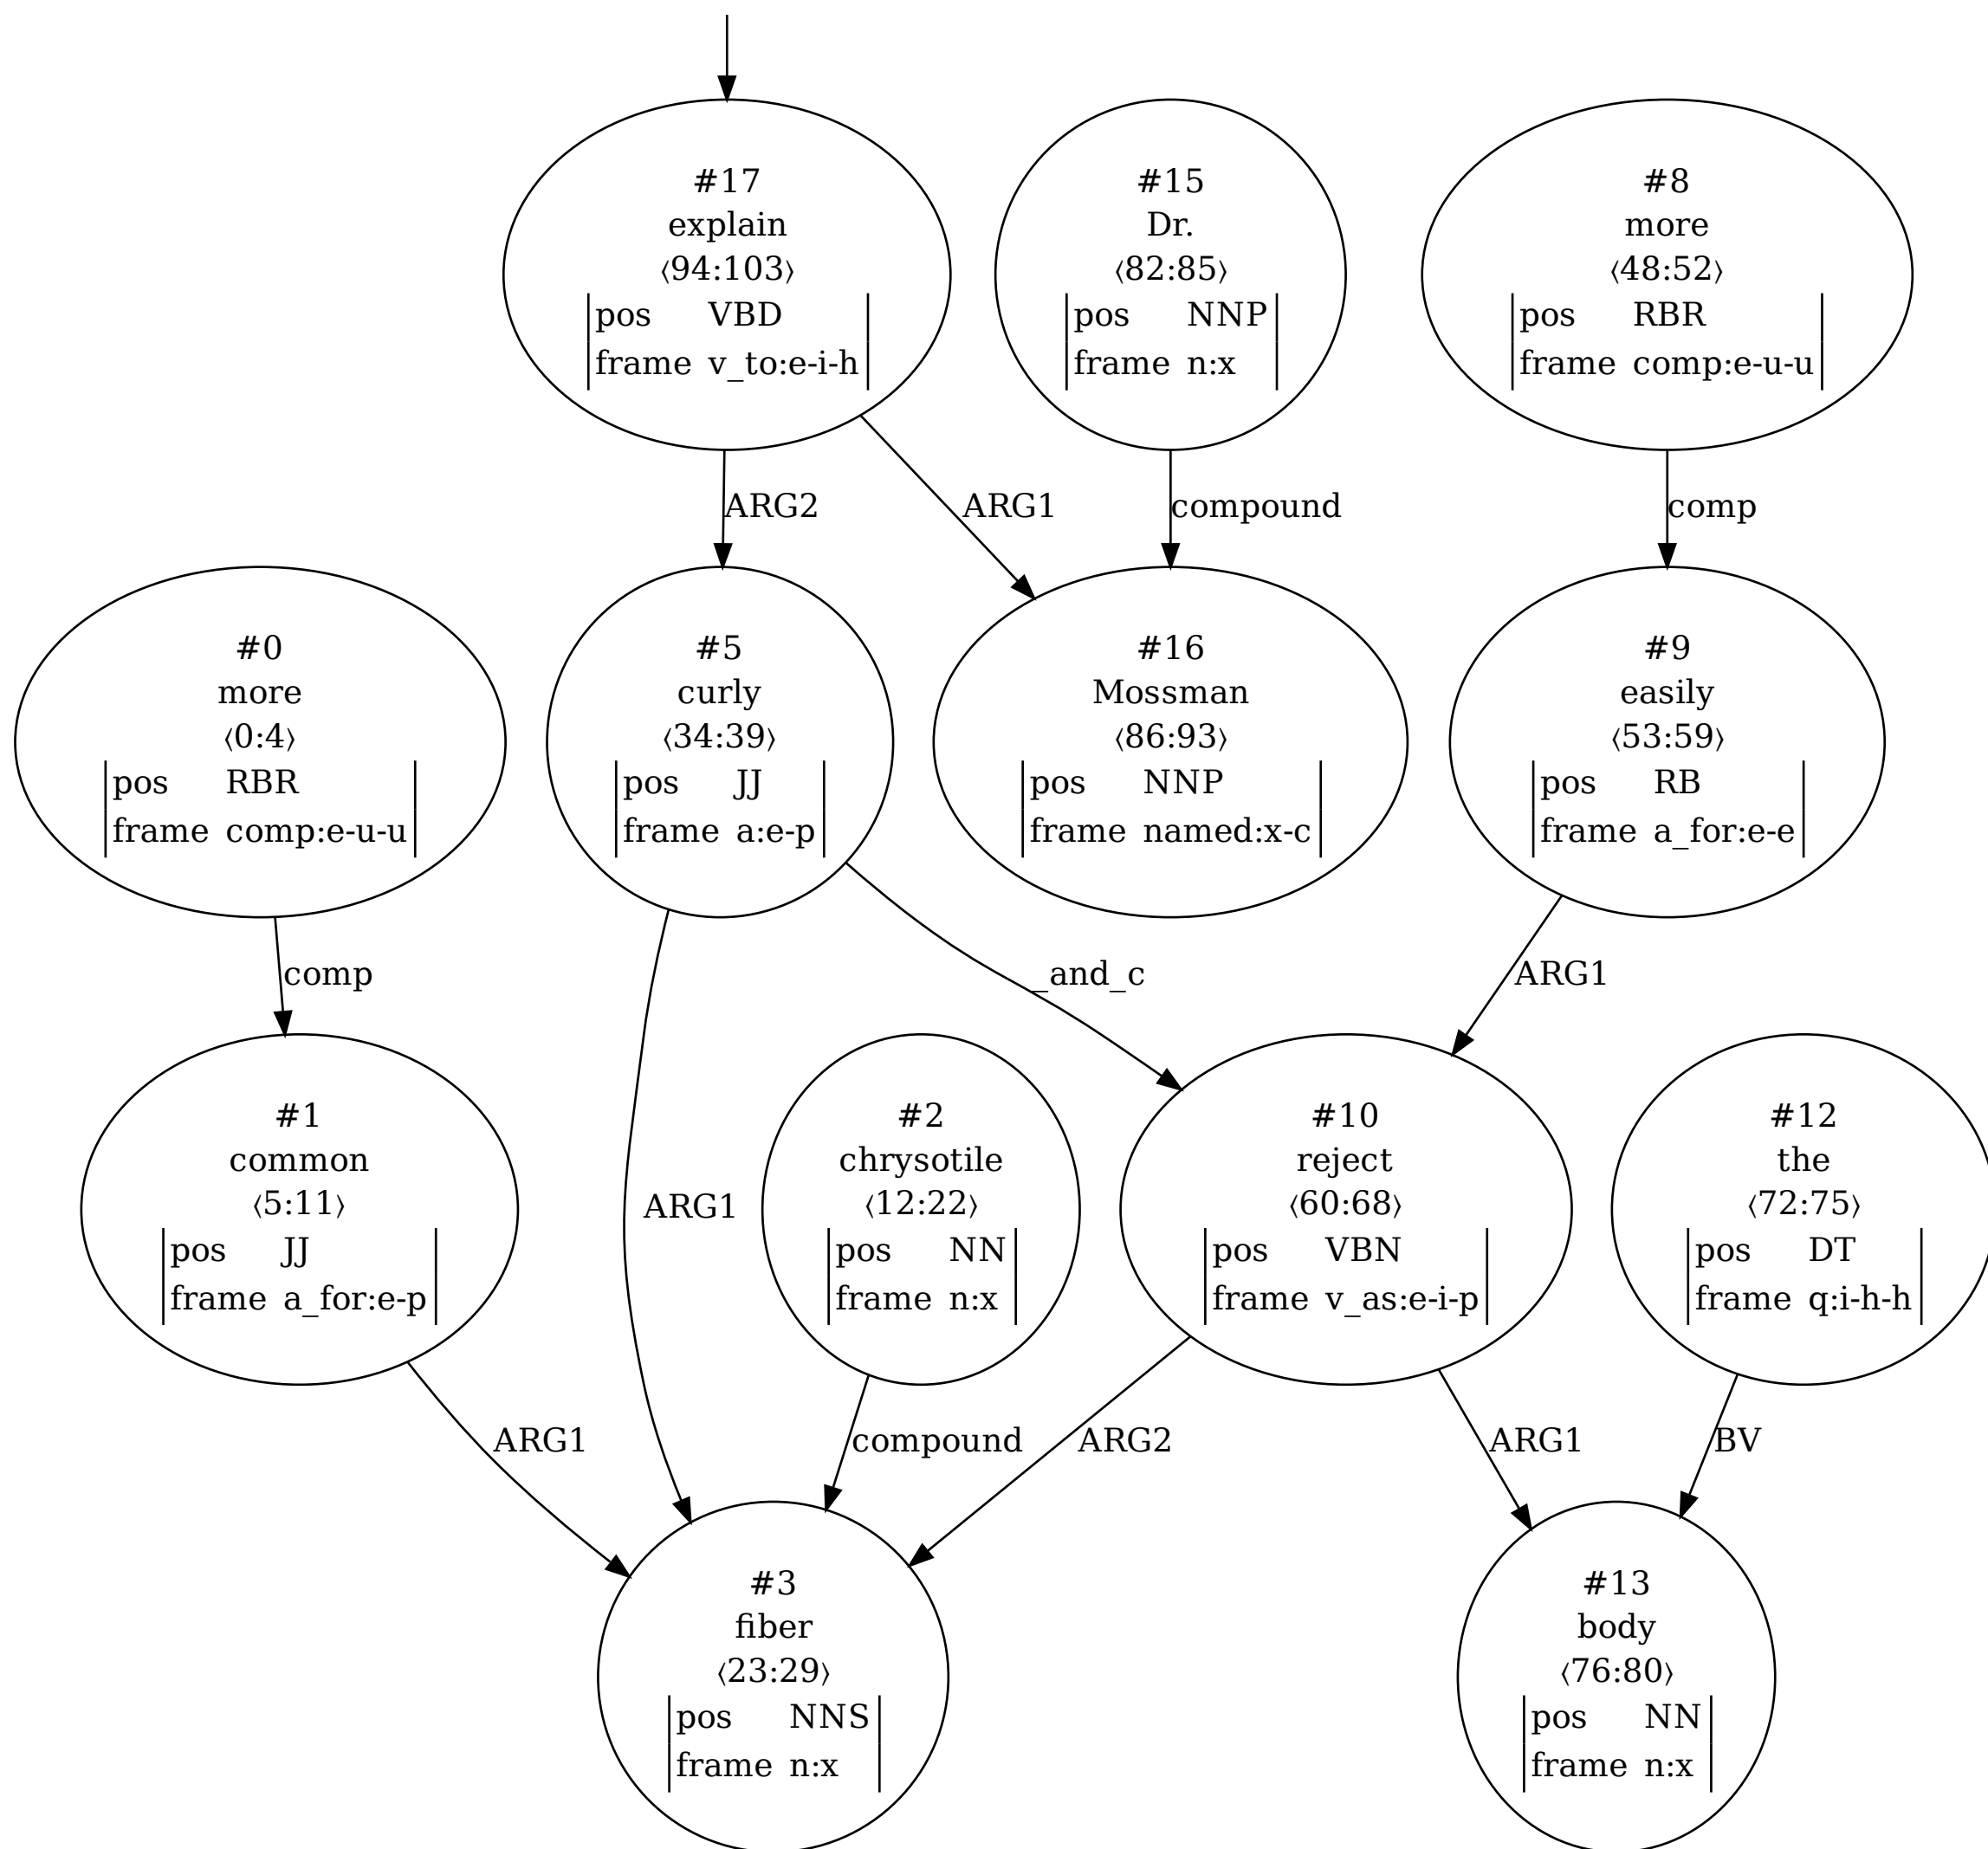 #17
explain
⟨94:103⟩
pos VBD
frame v_to:e-i-h
#15
Dr.
⟨82:85⟩
pos NNP
frame n:x
#8
more
⟨48:52⟩
pos RBR
frame comp:e-u-u
ARG2
ARG1
compound
comp
#0
more
⟨0:4⟩
pos RBR
frame comp:e-u-u
#5
curly
⟨34:39⟩
pos JJ
frame a:e-p
#16
Mossman
⟨86:93⟩
pos NNP
frame named:x-c
#9
easily
⟨53:59⟩
pos RB
frame a_for:e-e
comp
_and_c
ARG1
#1
common
⟨5:11⟩
pos JJ
frame a_for:e-p
ARG1
#2
chrysotile
⟨12:22⟩
pos NN
frame n:x
#10
reject
⟨60:68⟩
pos VBN
frame v_as:e-i-p
#12
the
⟨72:75⟩
pos DT
frame q:i-h-h
ARG1
compound
ARG2
ARG1
BV
#3
fiber
⟨23:29⟩
pos NNS
frame n:x
#13
body
⟨76:80⟩
pos NN
frame n:x